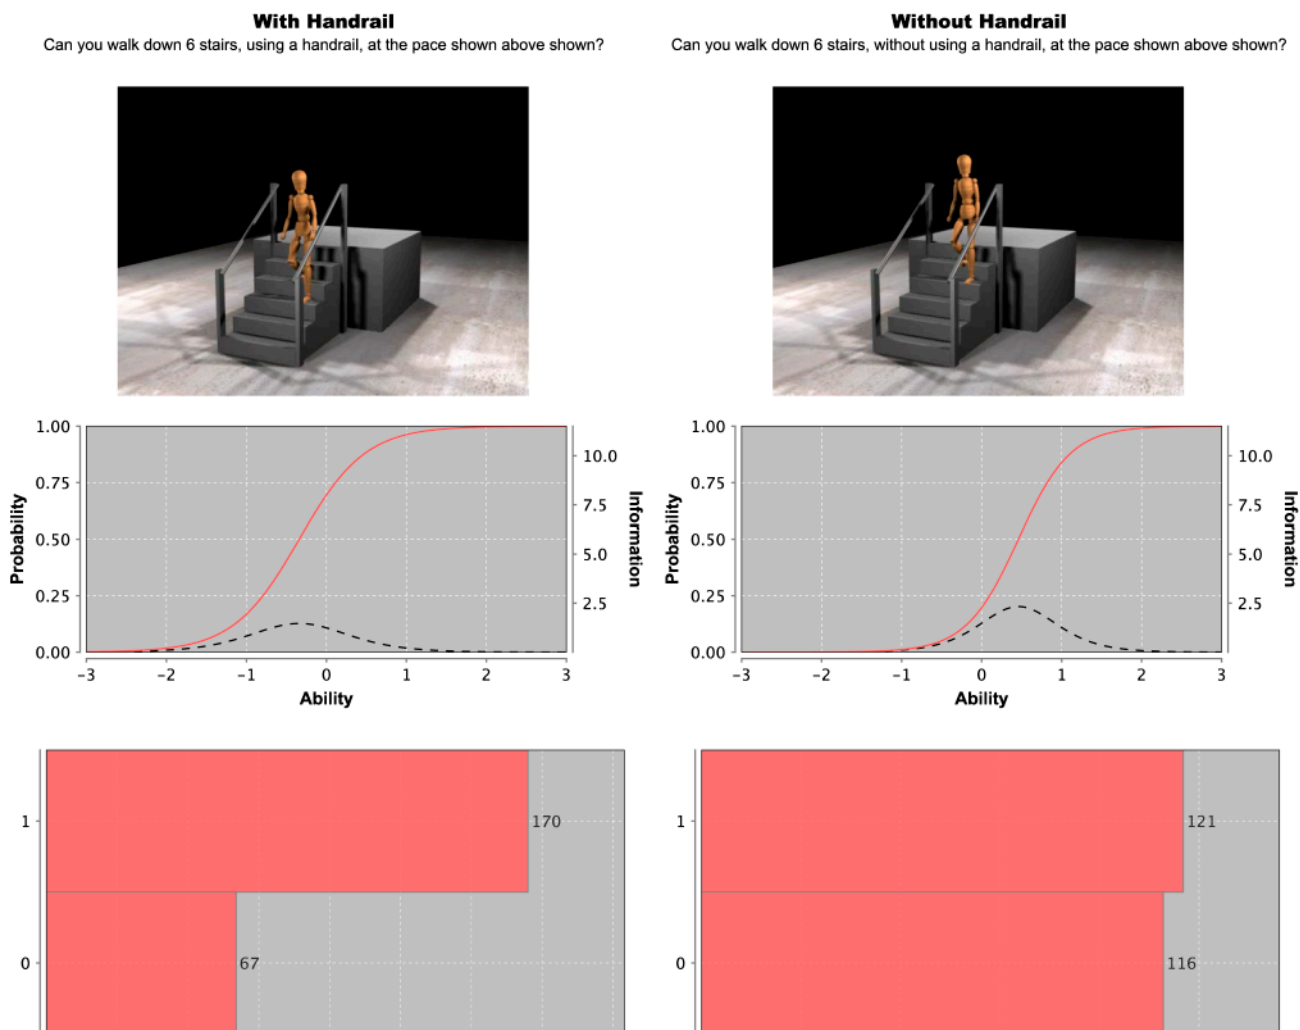 With Handrail
Can you walk down 6 stairs, using a handrail, at the pace shown above shown?
1.00
0.75
0.50
0.25
0.00
Probability
10.0
7.5
5.0
2.5
Information
−3 −2 −1 0 1 2 3
Ability
1
170
0
67
Without Handrail
Can you walk down 6 stairs, without using a handrail, at the pace shown above shown?
1.00
0.75
0.50
0.25
0.00
Probability
10.0
7.5
5.0
2.5
Information
−3 −2 −1 0 1 2 3
Ability
1
121
0
116